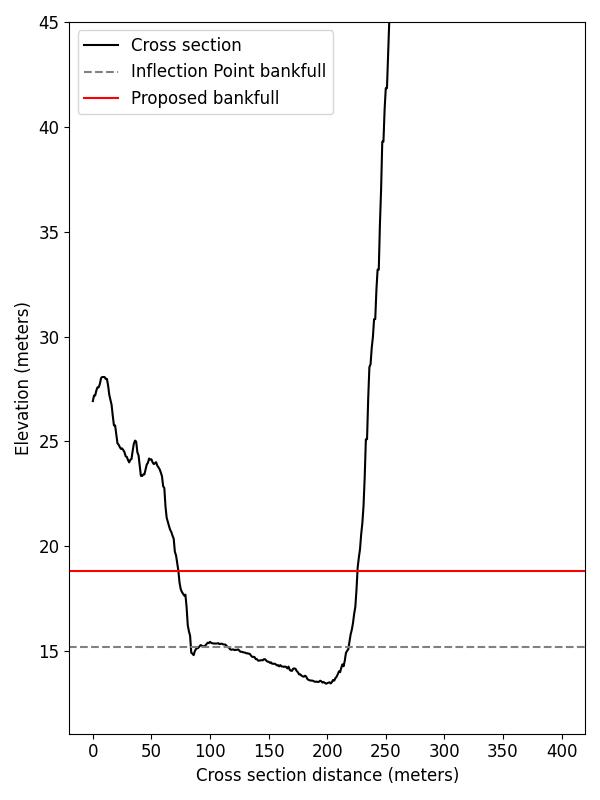 45
40
35
30
25
20
15
Elevation (meters)
Cross section
Inflection Point bankfull
Proposed bankfull
0 50 100 150 200 250 300 350 400
Cross section distance (meters)